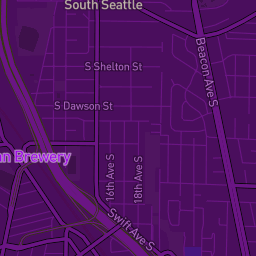 South Seattle
S Shelton St
Beacon Ave S
S Dawson St
an Brewery
16th Ave S
18th Ave S
Swift Ave S